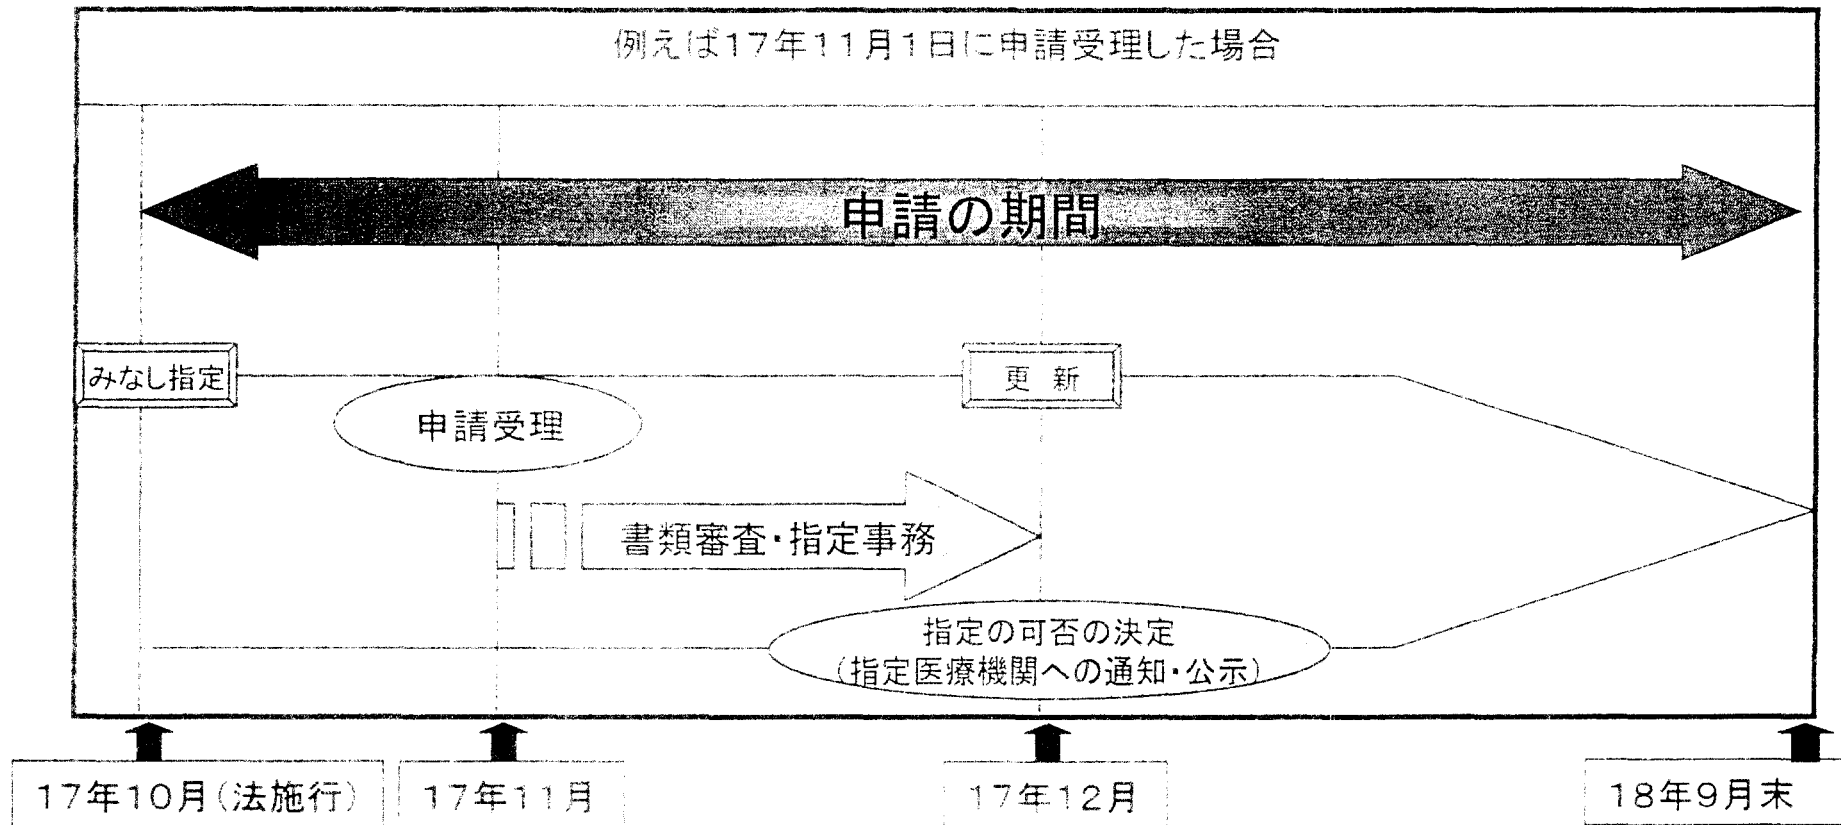 例えば17年11月1日に申請受理した場合
申請の期間
みなし指定
更 新
申請受理
書類審査・指定事務
指定の可否の決定
(指定医療機関への通知・公示)
17年10月(法施行)
17年11月
17年12月
18年9月末